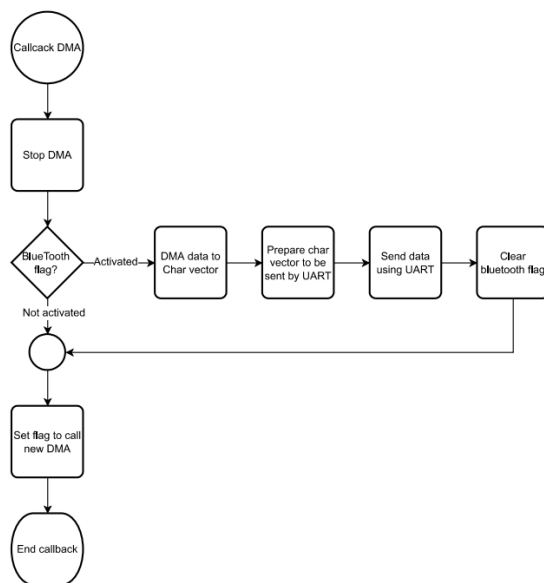 Callcack DMA
Stop DMA
BlueTooth
flag?
Activated
DMA data to
Char vector
Prepare char
vector to be
sent by UART
Send data
using UART
Clear
bluetooth flag
Not activated
Set flag to call
new DMA
End callback